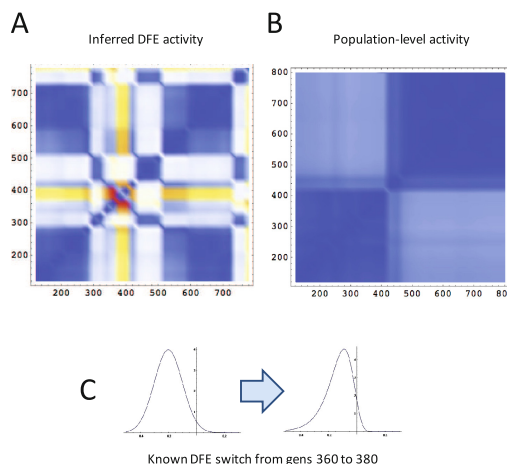 A
B
Inferred DFE activity
Population-level activity
700
600
500
400
300
200
200 300 400 500 600 700
800
700
600
500
400
300
200
200 300 400 500 600 700 80
C
Known DFE switch from gens 360 to 380